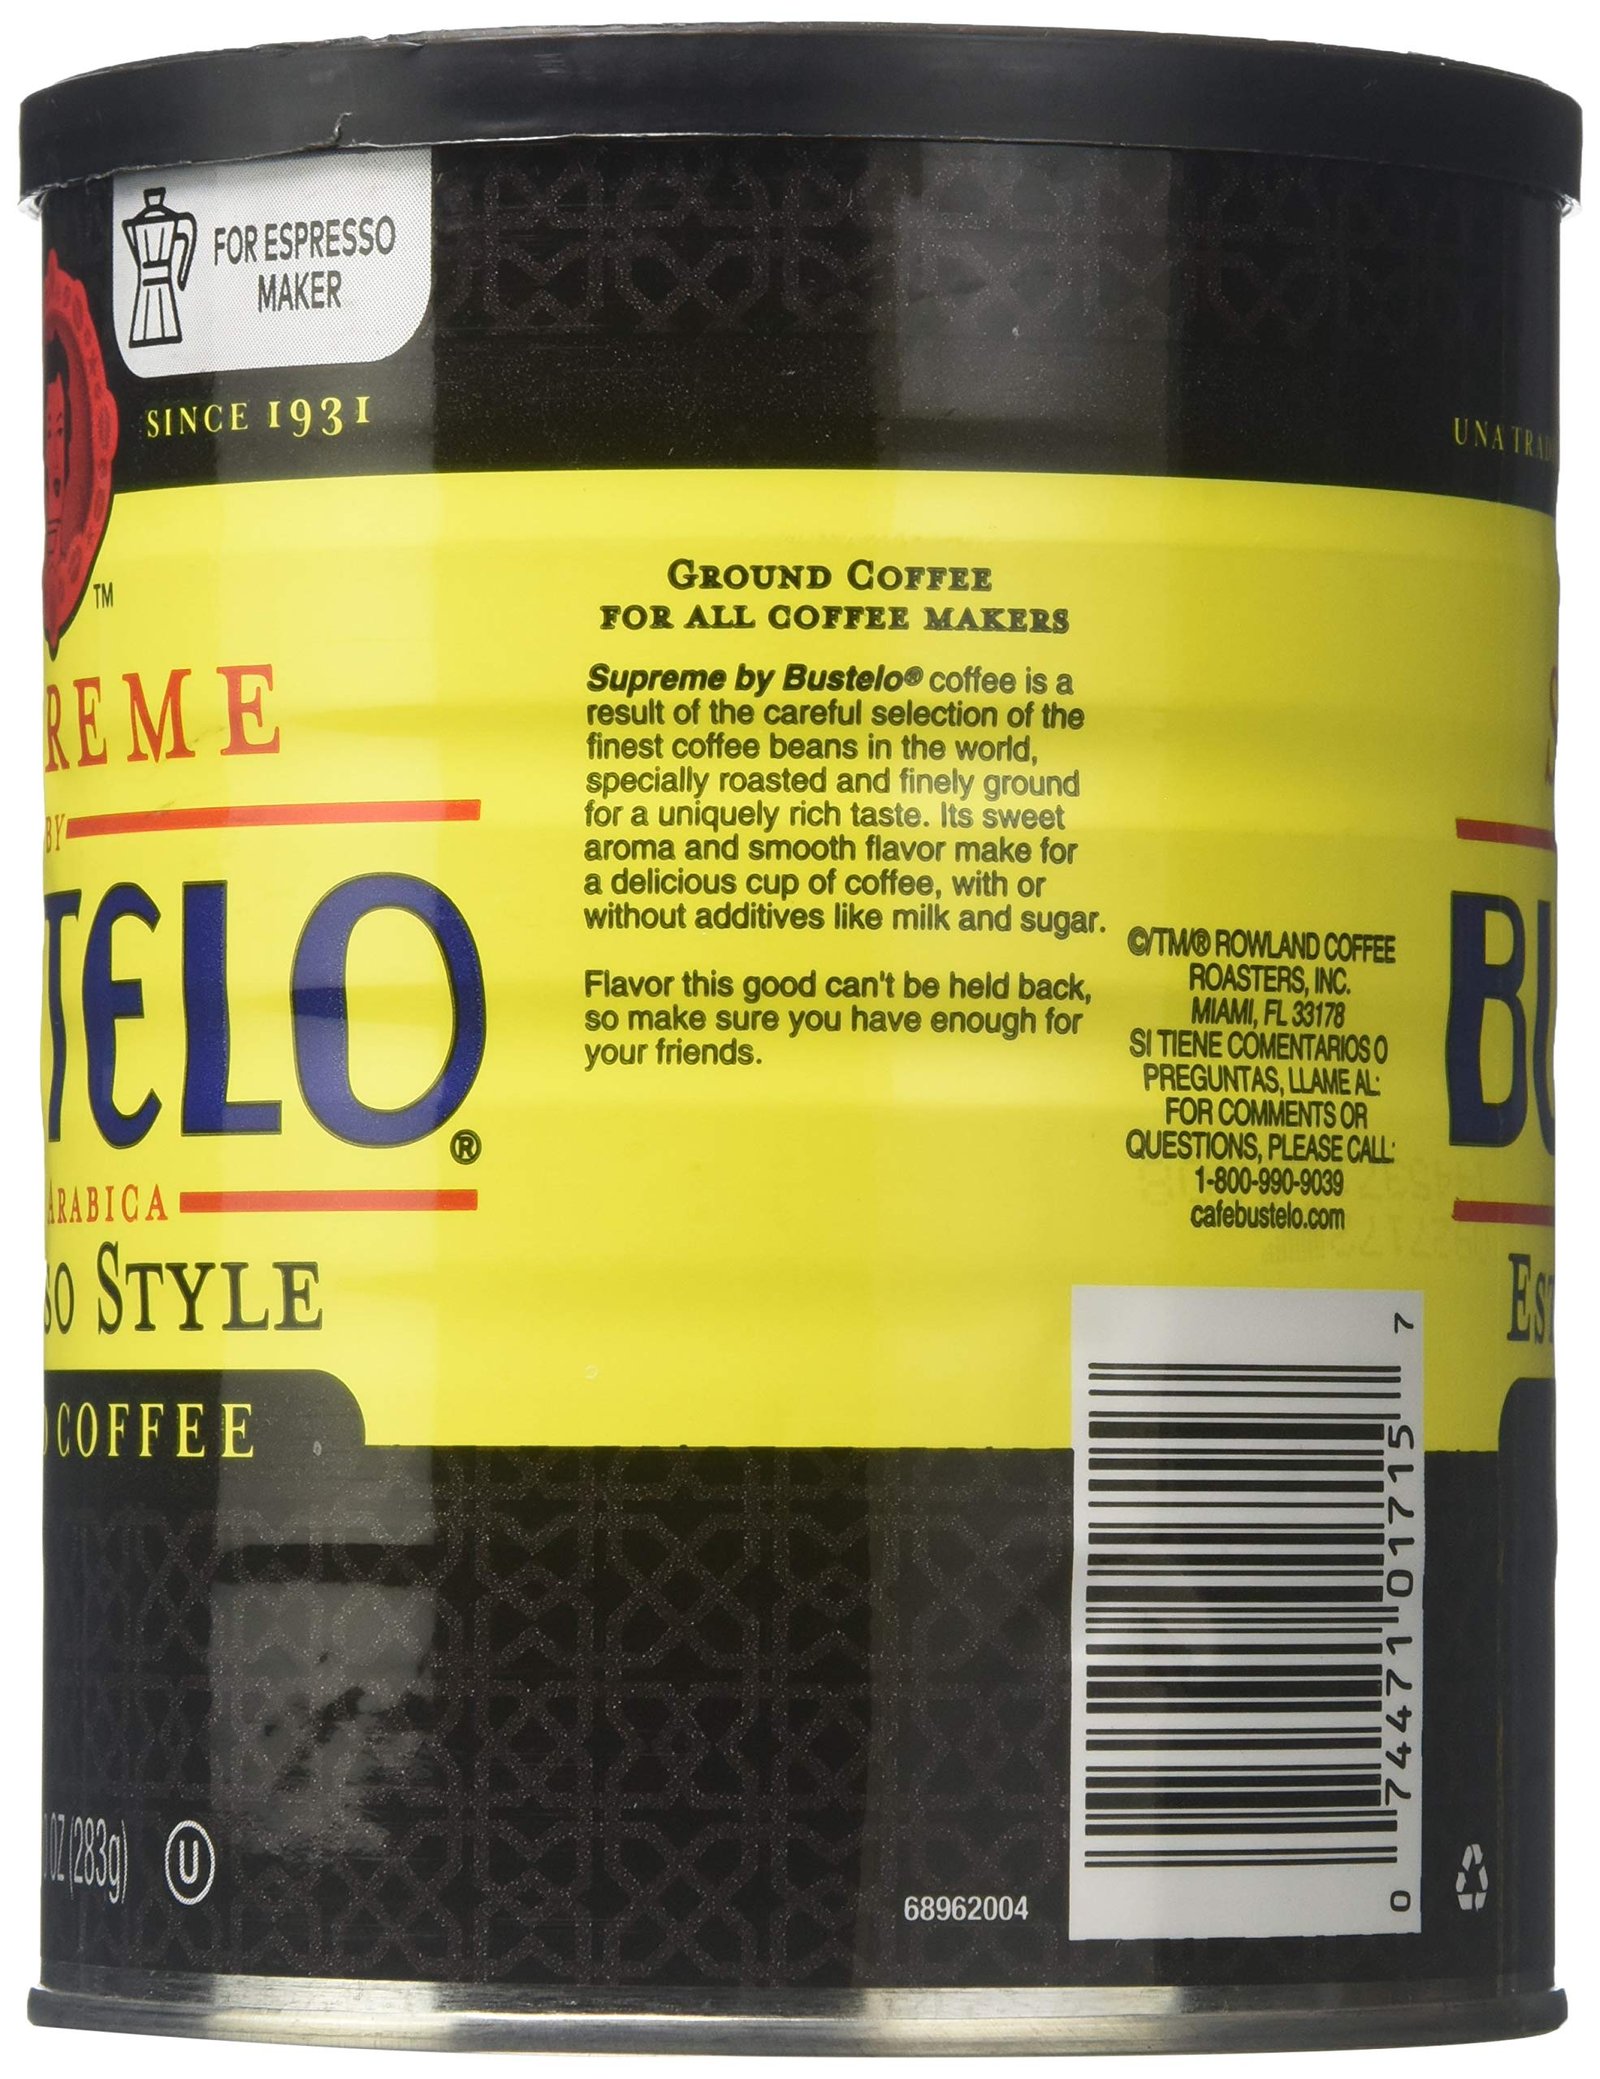 FOR ESPRESSO
MAKER
SINCE 1931
TM
REME
BY
TELO®
ARABICA
SO STYLE
COFFEE
OZ (283g)
U
GROUND COFFEE
FOR ALL COFFEE MAKERS
Supreme by Bustelo® coffee is a
result of the careful selection of the
finest coffee beans in the world,
specially roasted and finely ground
for a uniquely rich taste. Its sweet
aroma and smooth flavor make for
a delicious cup of coffee, with or
without additives like milk and sugar.
Flavor this good can't be held back,
so make sure you have enough for
your friends.
©/TM/® ROWLAND COFFEE
ROASTERS, INC.
MIAMI, FL 33178
SI TIENE COMENTARIOS O
PREGUNTAS, LLAME AL:
FOR COMMENTS OR
QUESTIONS, PLEASE CALL:
1-800-990-9039
cafebustelo.com
0 74471 01715 7
68962004
UNA TRAD
S
BU
EST